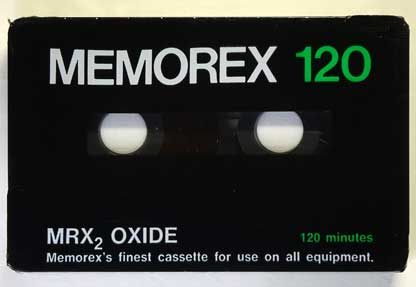 MEMOREX 120
MRX₂ OXIDE 120 minutes
Memorex's finest cassette for use on all equipment.